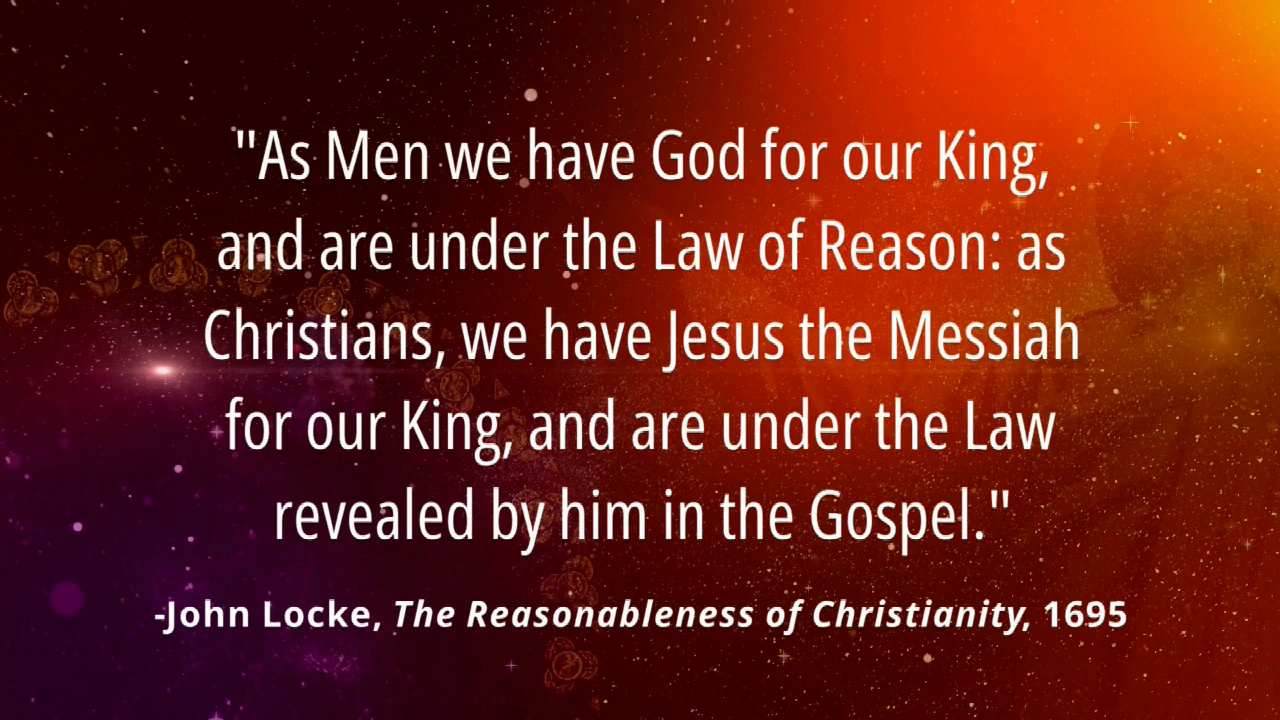 "As Men we have God for our King,
and are under the Law of Reason: as
Christians, we have Jesus the Messiah
for our King, and are under the Law
revealed by him in the Gospel."
-John Locke, The Reasonableness of Christianity, 1695